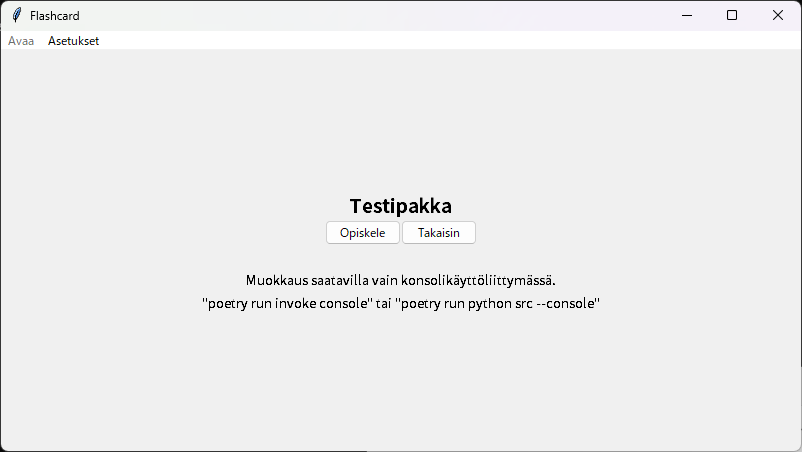 Flashcard
Avaa Asetukset
Testipakka
Opiskele Takaisin
Muokkaus saatavilla vain konsolikäyttöliittymässä.
"poetry run invoke console" tai "poetry run python src --console"